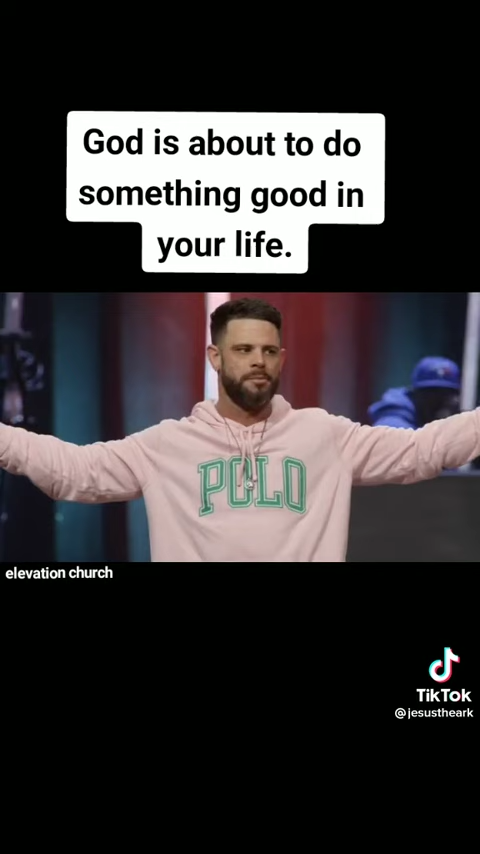 God is about to do
something good in
your life.
POLO
elevation church
TikTok
@jesustheark